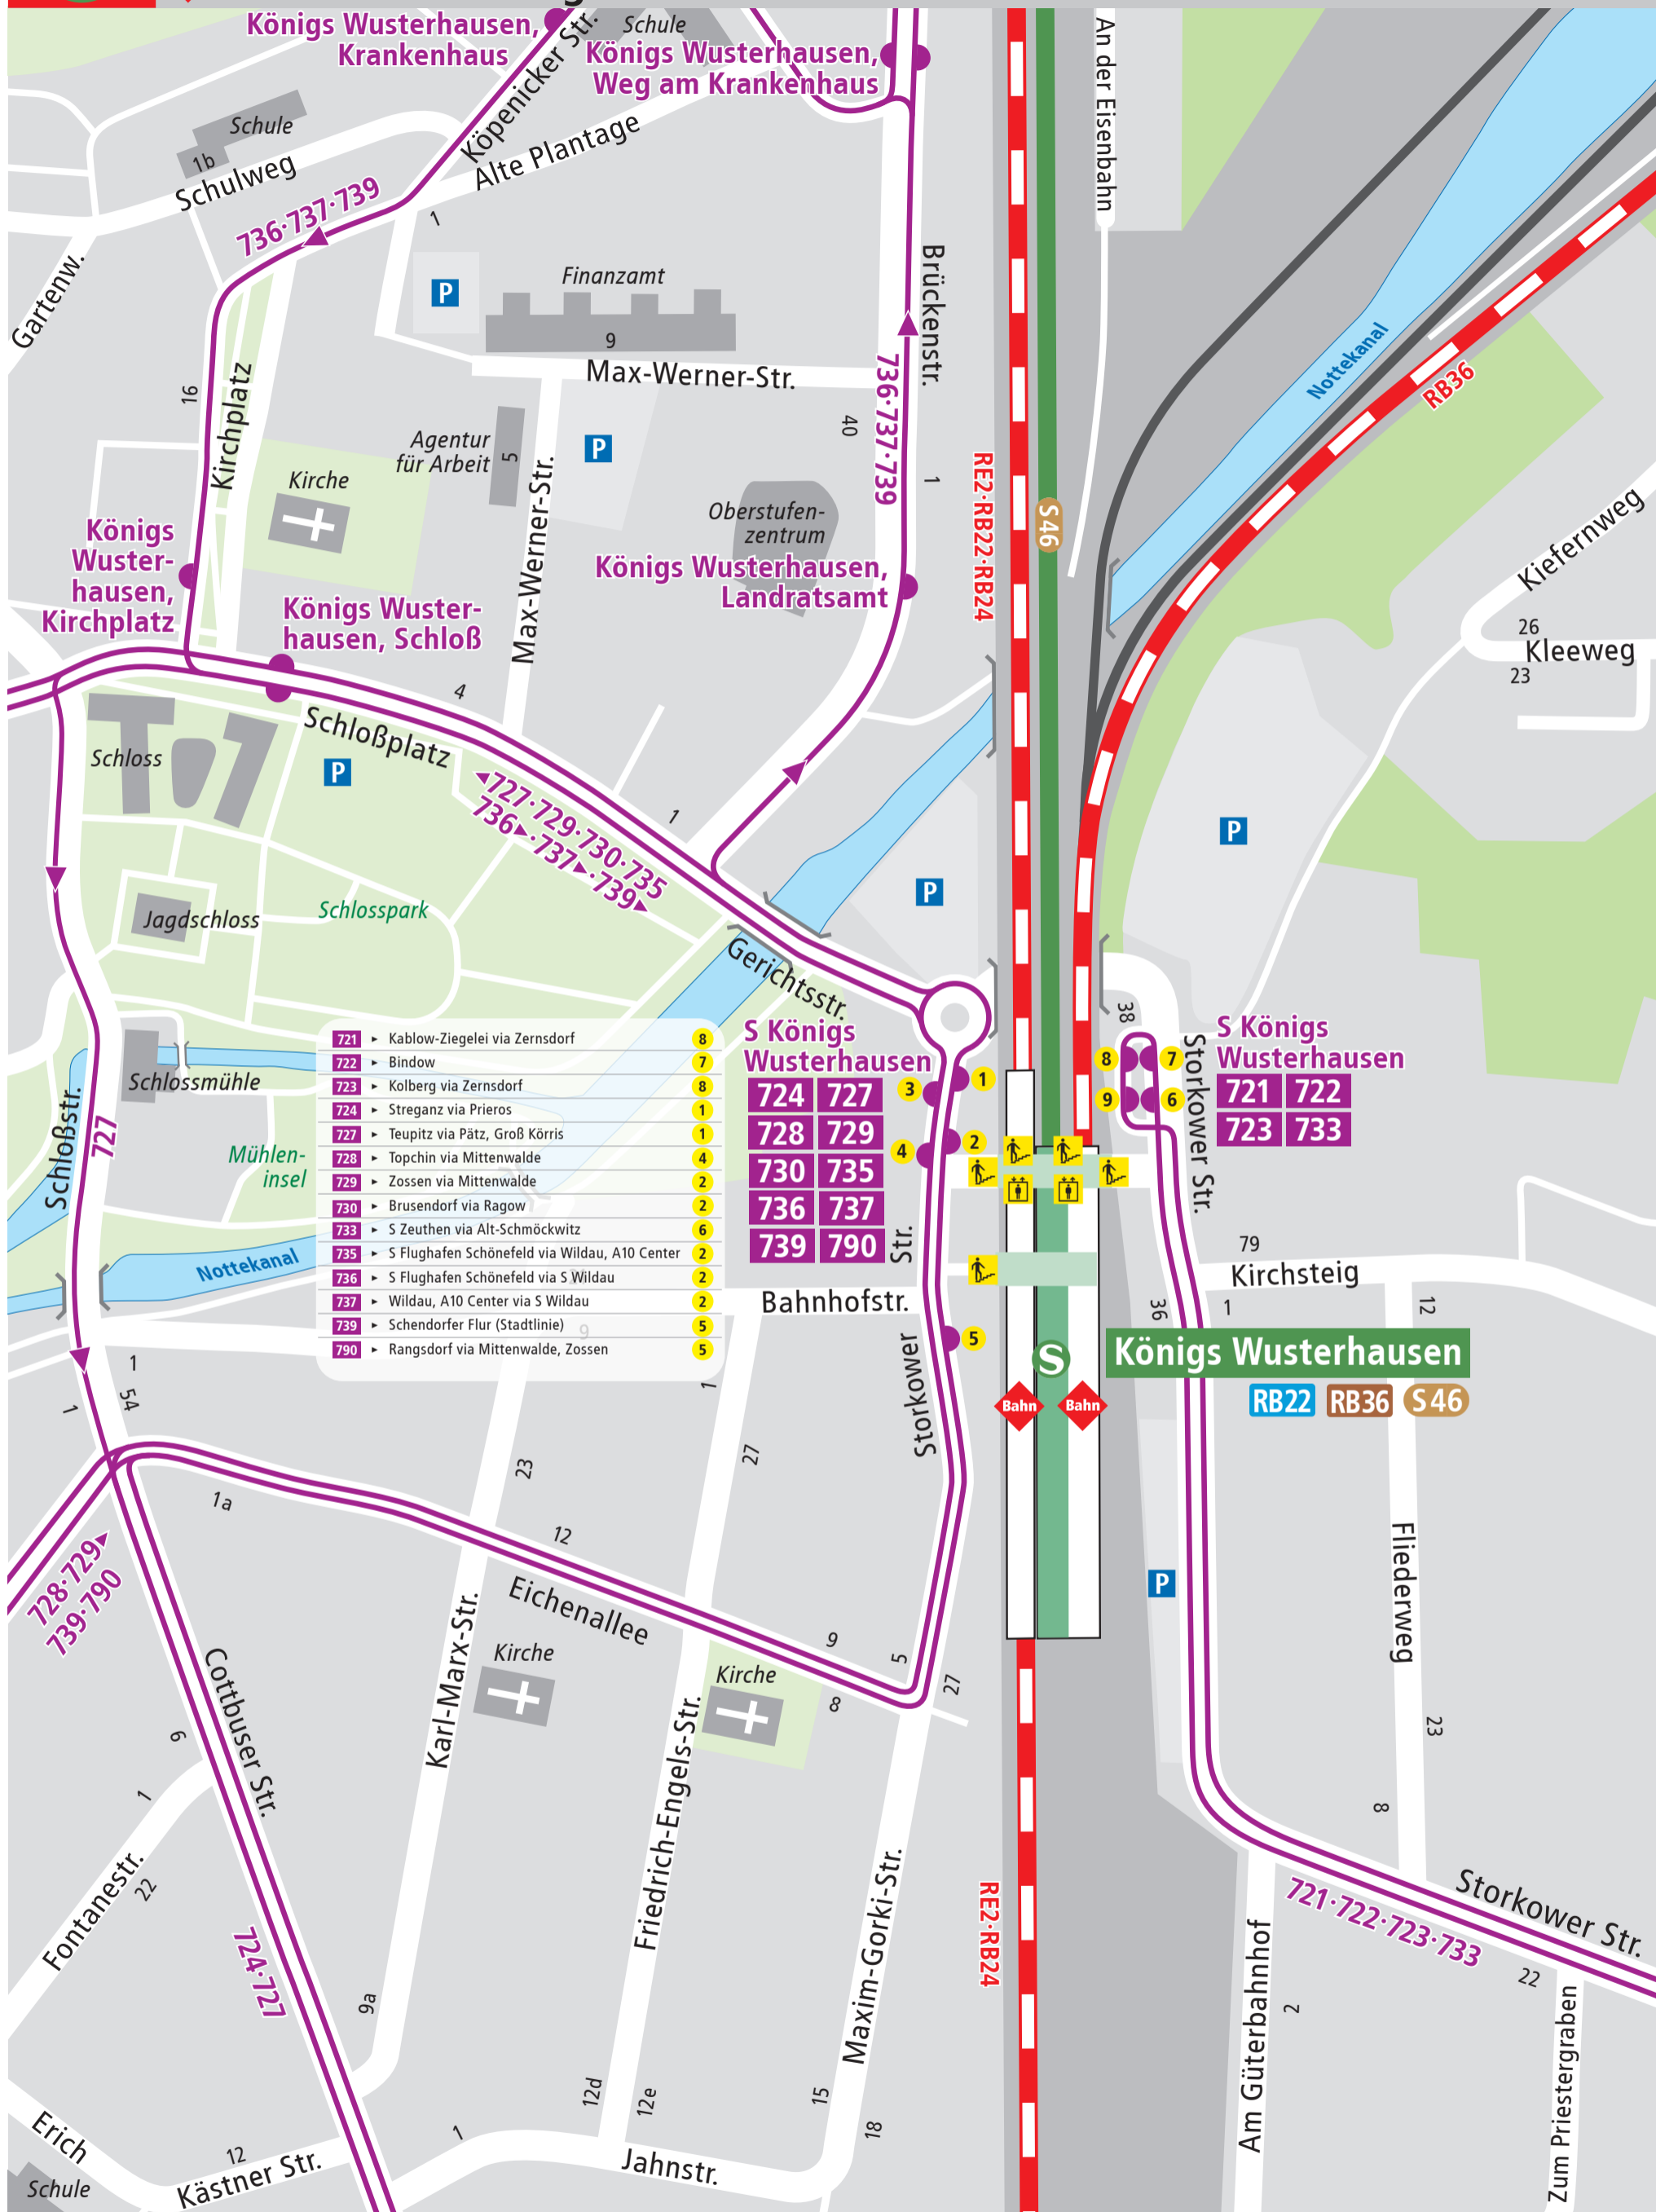 Königs Wusterhausen,
Krankenhaus
Köpenicker Str.
Schule
Königs Wusterhausen,
Weg am Krankenhaus
An der Eisenbahn
Schule
1b
Schulweg
Alte Plantage
736·737·739
1
Gartenw.
P
Finanzamt
9
Max-Werner-Str.
Brückenstr.
736·737·739
40
1
16
Kirchplatz
Agentur
für Arbeit
5
P
Max-Werner-Str.
Kirche
Oberstufen-
zentrum
Königs Wusterhausen,
Landratsamt
RE2·RB22·RB24
S46
Nottekanal
RB36
Kiefernweg
26
Kleeweg
23
Königs
Wuster-
hausen,
Kirchplatz
Königs Wuster-
hausen, Schloß
4
Schloßplatz
Schloss
P
◄727·729·730·735
736►·737►·739►
1
P
P
Jagdschloss
Schlosspark
Gerichtsstr.
Schlossmühle
Schloßstr.
727
Mühlen-
insel
Nottekanal
721 ► Kablow-Ziegelei via Zernsdorf 8
722 ► Bindow 7
723 ► Kolberg via Zernsdorf 8
724 ► Streganz via Prieros 1
727 ► Teupitz via Pätz, Groß Körris 1
728 ► Topchin via Mittenwalde 4
729 ► Zossen via Mittenwalde 2
730 ► Brusendorf via Ragow 2
733 ► S Zeuthen via Alt-Schmöckwitz 6
735 ► S Flughafen Schönefeld via Wildau, A10 Center 2
736 ► S Flughafen Schönefeld via S Wildau 2
737 ► Wildau, A10 Center via S Wildau 2
739 ► Schendorfer Flur (Stadtlinie) 5
790 ► Rangsdorf via Mittenwalde, Zossen 5
9
S Königs
Wusterhausen
724 727
728 729
730 735
736 737
739 790
3
1
4
2
5
Storkower Str.
Bahnhofstr.
38
8
7
9
6
Storkower Str.
S Königs
Wusterhausen
721 722
723 733
79
Kirchsteig
36
1
12
S
Königs Wusterhausen
RB22 RB36 S46
Bahn
Bahn
1
54
1
1
27
23
1a
12
728·729►
739·790
Eichenallee
Karl-Marx-Str.
Kirche
Kirche
9
5
8
27
P
Fliederweg
23
8
Cottbuser Str.
6
1
Fontanestr.
22
724·727
Friedrich-Engels-Str.
Maxim-Gorki-Str.
RE2·RB24
721·722·723·733
Storkower Str.
22
Am Güterbahnhof
2
Zum Priestergraben
9a
12d
12e
15
18
1
Jahnstr.
Erich
Kästner Str.
12
Schule